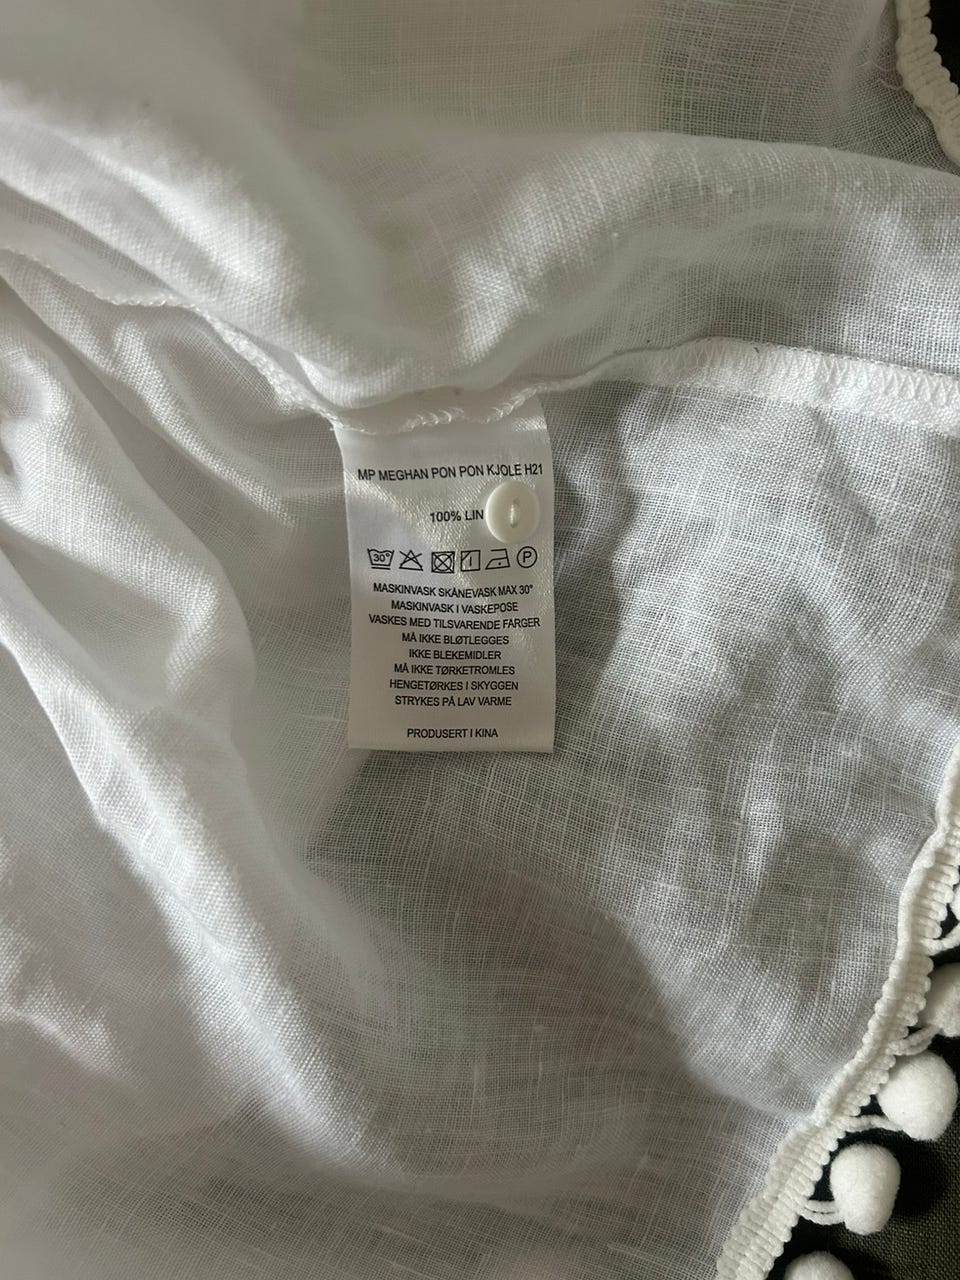 MP MEGHAN PON PON KJOLE H21
100% LIN
30°
P
MASKINVASK SKÅNEVASK MAX 30°
MASKINVASK I VASKEPOSE
VASKES MED TILSVARENDE FARGER
MÅ IKKE BLØTLEGGES
IKKE BLEKEMIDLER
MÅ IKKE TØRKETROMLES
HENGETØRKES I SKYGGEN
STRYKES PÅ LAV VARME
PRODUSERT I KINA